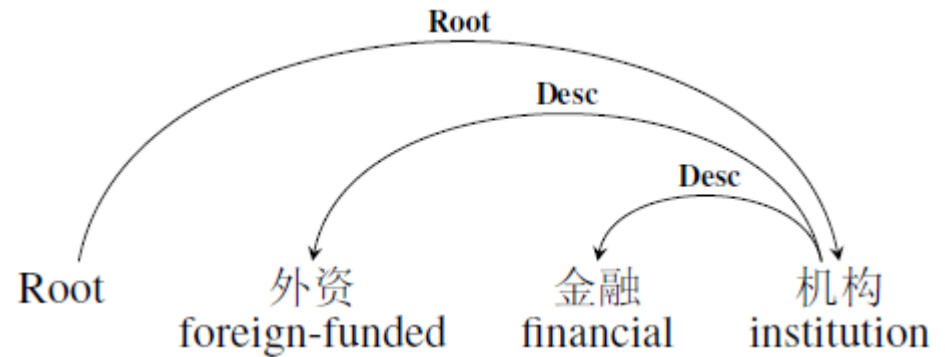 Root
Desc
Desc
Root 外资 金融 机构
foreign-funded financial institution